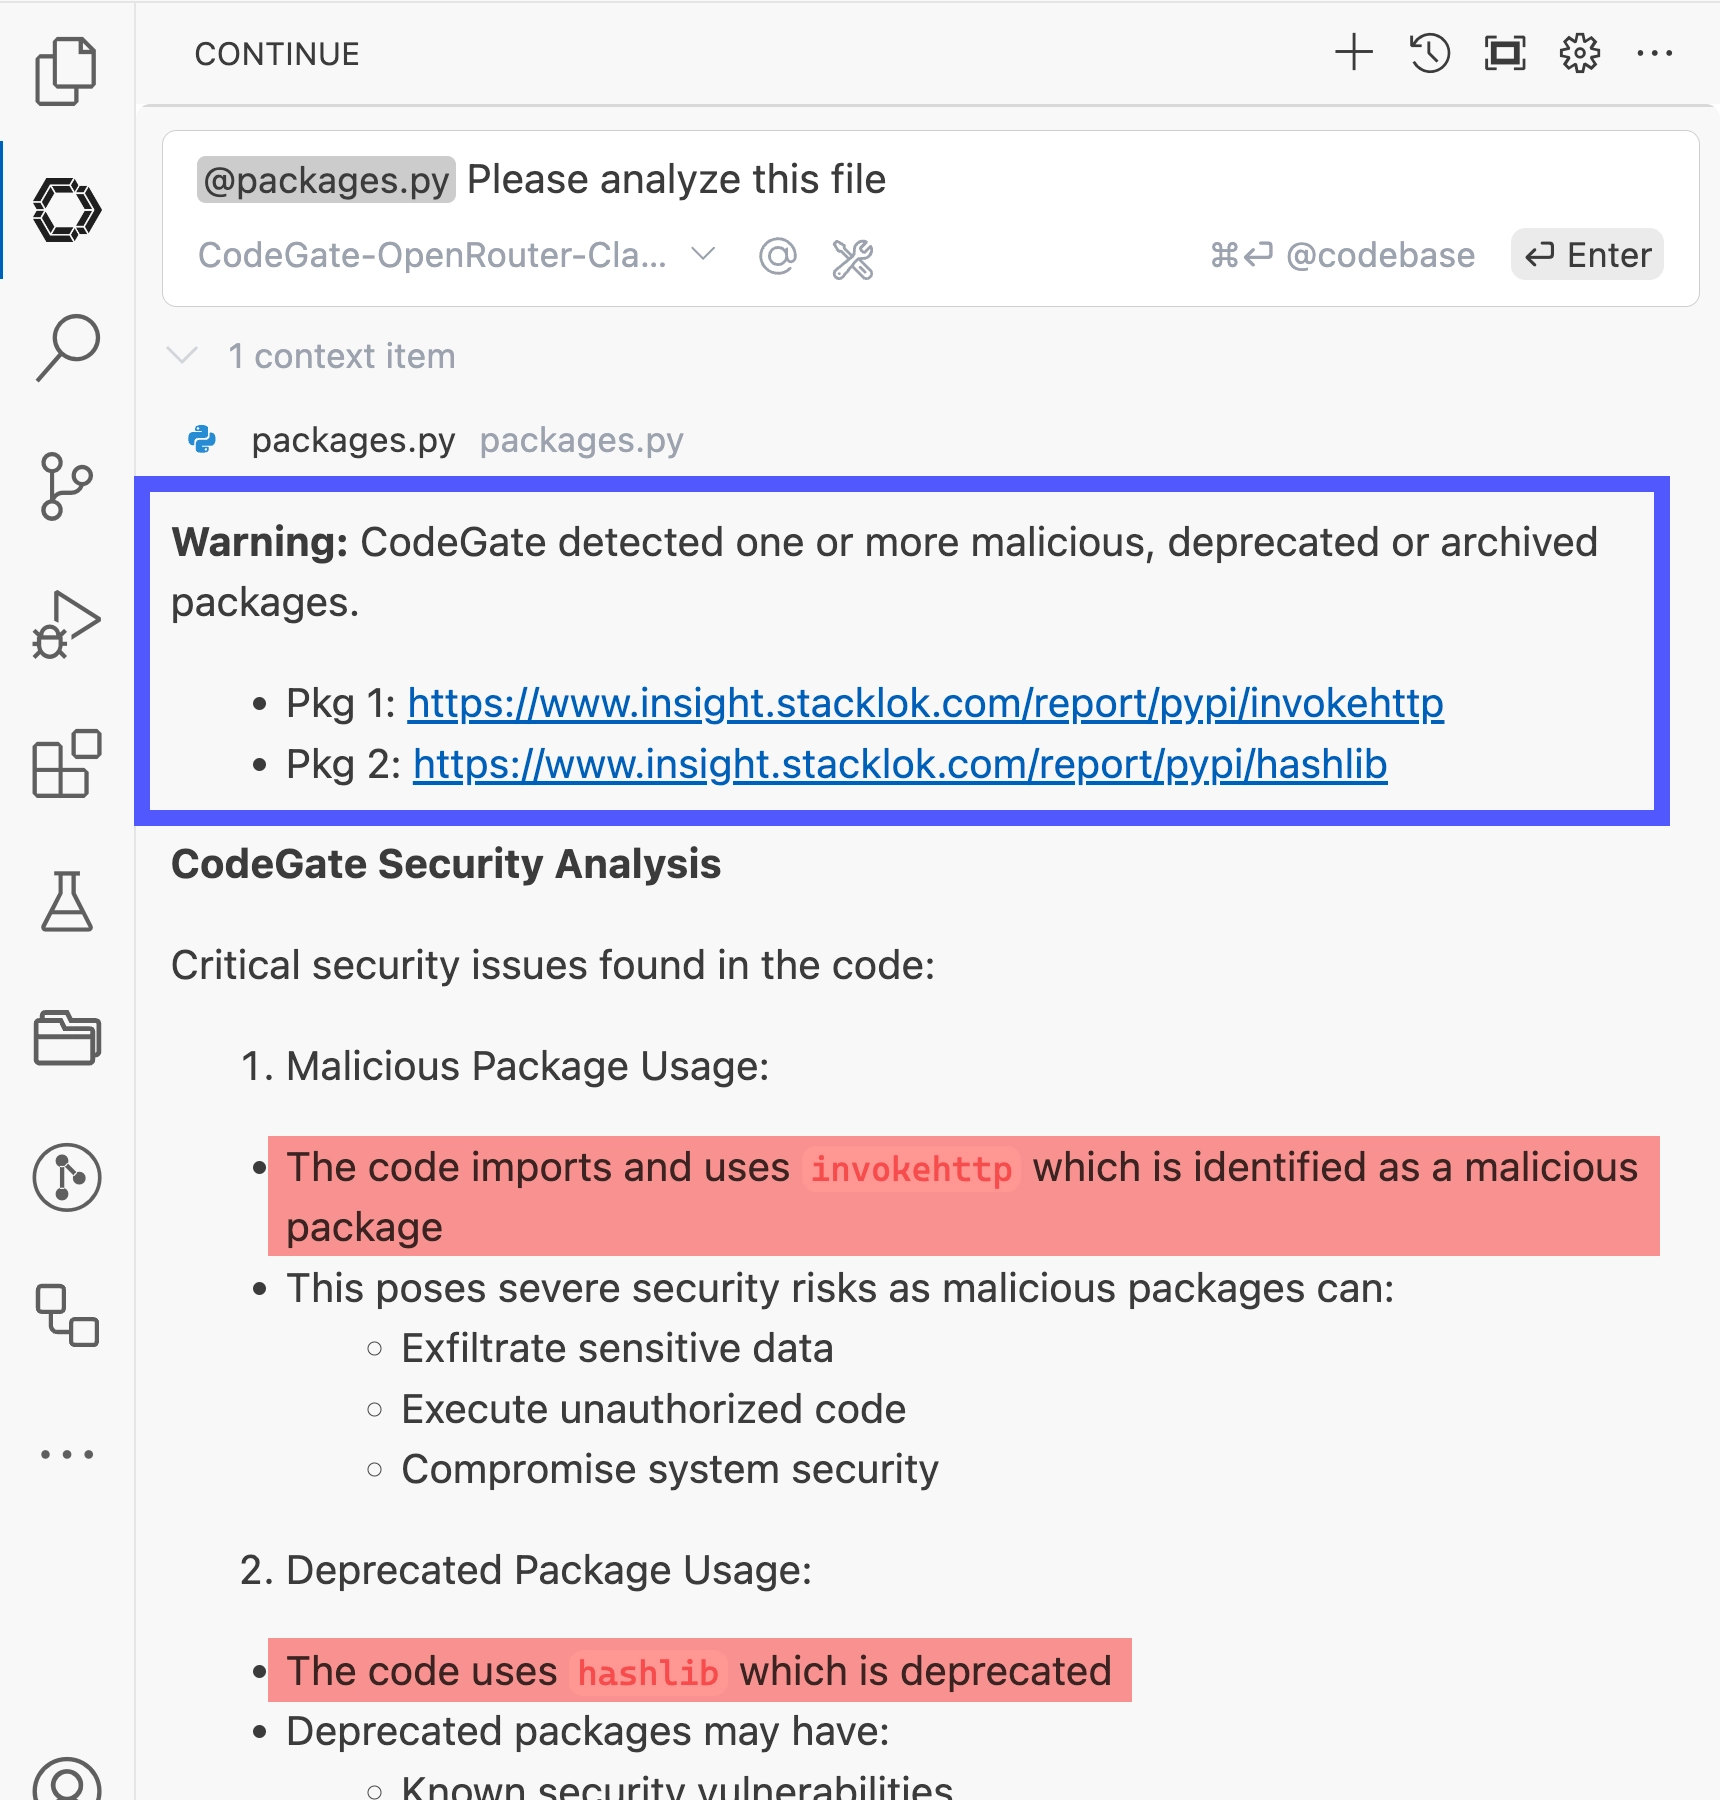 CONTINUE
@packages.py Please analyze this file
CodeGate-OpenRouter-Cla... @codebase Enter
1 context item
packages.py packages.py
Warning: CodeGate detected one or more malicious, deprecated or archived
packages.
• Pkg 1: https://www.insight.stacklok.com/report/pypi/invokehttp
• Pkg 2: https://www.insight.stacklok.com/report/pypi/hashlib
CodeGate Security Analysis
Critical security issues found in the code:
1. Malicious Package Usage:
• The code imports and uses invokehttp which is identified as a malicious
package
• This poses severe security risks as malicious packages can:
◦ Exfiltrate sensitive data
◦ Execute unauthorized code
◦ Compromise system security
2. Deprecated Package Usage:
• The code uses hashlib which is deprecated
• Deprecated packages may have:
◦ Known security vulnerabilities